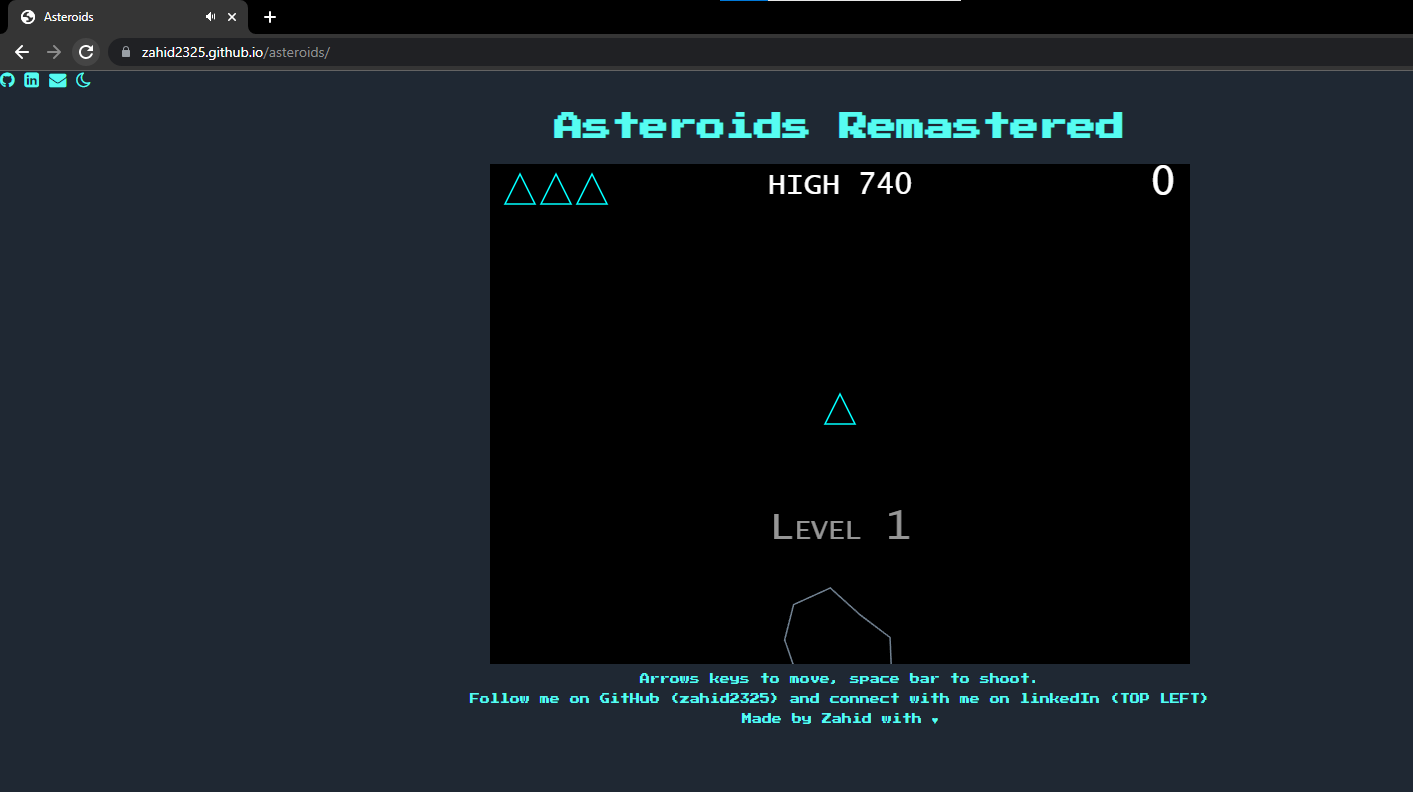 Asteroids
zahid2325.github.io/asteroids/
Asteroids Remastered
HIGH 740
0
LEVEL 1
Arrows keys to move, space bar to shoot.
Follow me on GitHub (zahid2325) and connect with me on linkedIn (TOP LEFT)
Made by Zahid with ♥